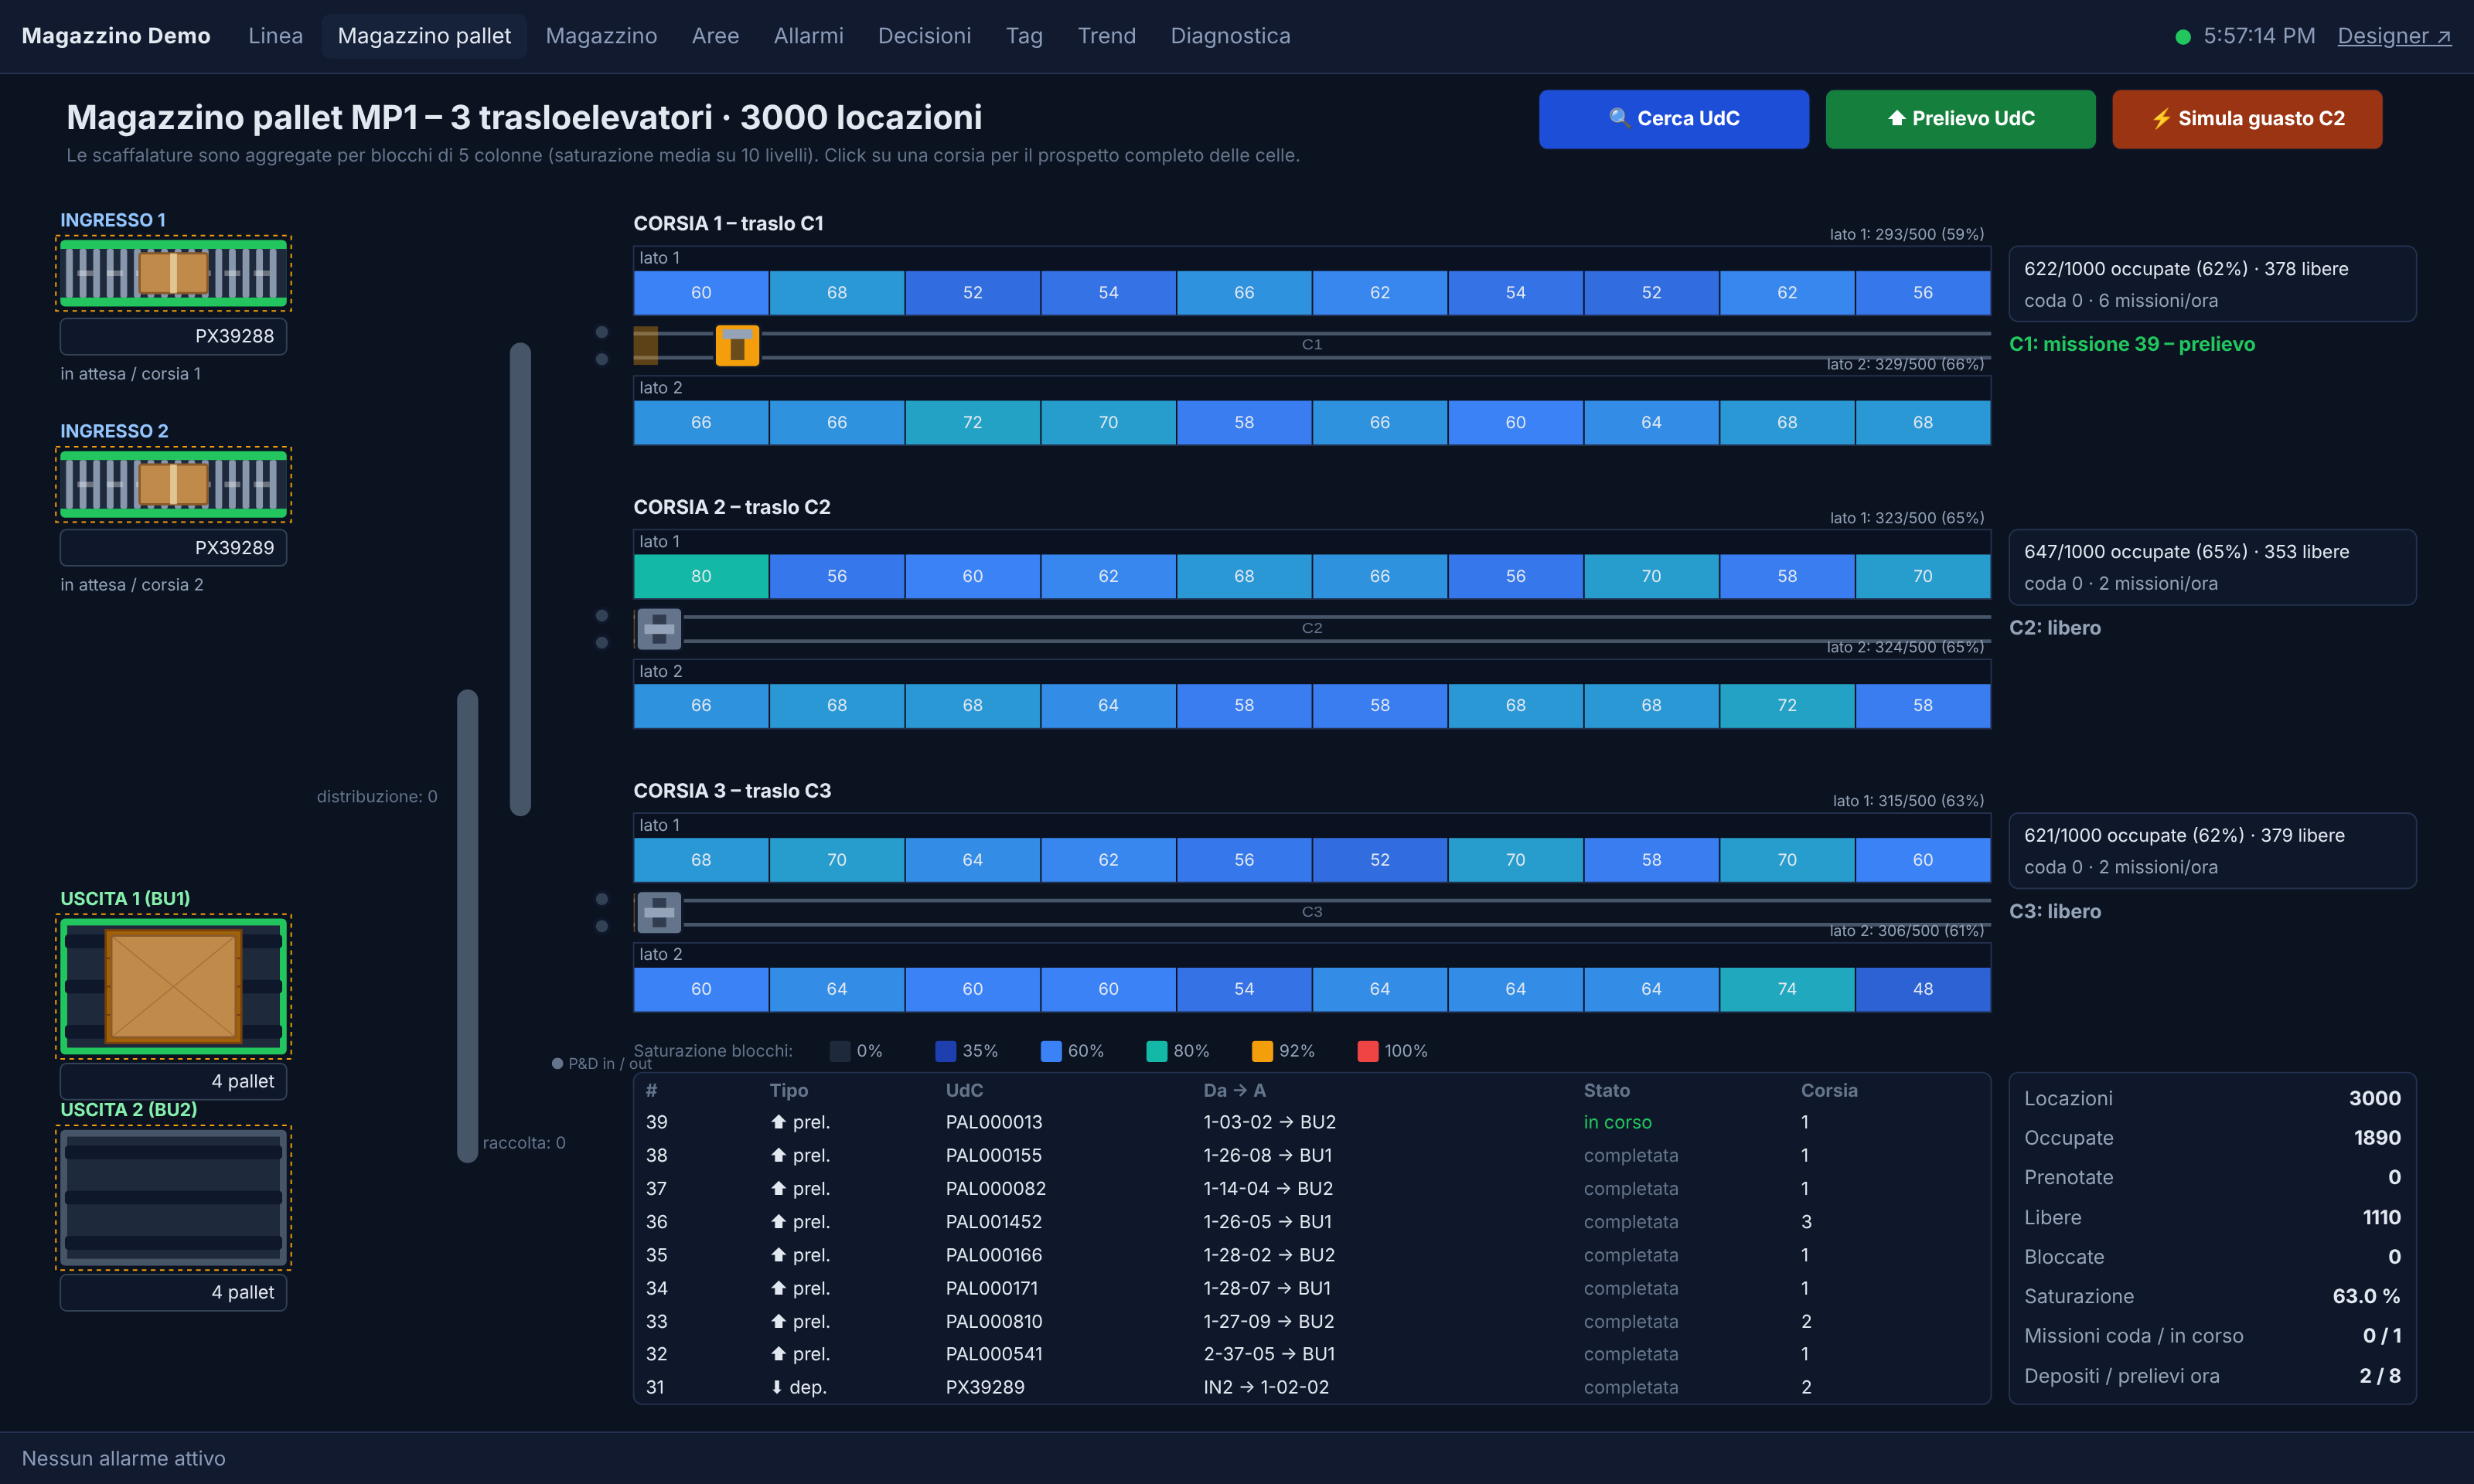 Magazzino Demo Linea Magazzino pallet Magazzino Aree Allarmi Decisioni Tag Trend Diagnostica 5:57:14 PM Designer ↗
Magazzino pallet MP1 – 3 trasloelevatori · 3000 locazioni
Le scaffalature sono aggregate per blocchi di 5 colonne (saturazione media su 10 livelli). Click su una corsia per il prospetto completo delle celle.
🔍 Cerca UdC
⬆ Prelievo UdC
⚡ Simula guasto C2
INGRESSO 1
PX39288
in attesa / corsia 1
INGRESSO 2
PX39289
in attesa / corsia 2
distribuzione: 0
USCITA 1 (BU1)
4 pallet
USCITA 2 (BU2)
4 pallet
raccolta: 0
P&D in / out
CORSIA 1 – traslo C1
lato 1: 293/500 (59%)
lato 1
60 68 52 54 66 62 54 52 62 56
C1
lato 2: 329/500 (66%)
lato 2
66 66 72 70 58 66 60 64 68 68
622/1000 occupate (62%) · 378 libere
coda 0 · 6 missioni/ora
C1: missione 39 – prelievo
CORSIA 2 – traslo C2
lato 1: 323/500 (65%)
lato 1
80 56 60 62 68 66 56 70 58 70
C2
lato 2: 324/500 (65%)
lato 2
66 68 68 64 58 58 68 68 72 58
647/1000 occupate (65%) · 353 libere
coda 0 · 2 missioni/ora
C2: libero
CORSIA 3 – traslo C3
lato 1: 315/500 (63%)
lato 1
68 70 64 62 56 52 70 58 70 60
C3
lato 2: 306/500 (61%)
lato 2
60 64 60 60 54 64 64 64 74 48
621/1000 occupate (62%) · 379 libere
coda 0 · 2 missioni/ora
C3: libero
Saturazione blocchi: 0% 35% 60% 80% 92% 100%
# Tipo UdC Da → A Stato Corsia
39 ⬆ prel. PAL000013 1-03-02 → BU2 in corso 1
38 ⬆ prel. PAL000155 1-26-08 → BU1 completata 1
37 ⬆ prel. PAL000082 1-14-04 → BU2 completata 1
36 ⬆ prel. PAL001452 1-26-05 → BU1 completata 3
35 ⬆ prel. PAL000166 1-28-02 → BU2 completata 1
34 ⬆ prel. PAL000171 1-28-07 → BU1 completata 1
33 ⬆ prel. PAL000810 1-27-09 → BU2 completata 2
32 ⬆ prel. PAL000541 2-37-05 → BU1 completata 1
31 ⬇ dep. PX39289 IN2 → 1-02-02 completata 2
Locazioni 3000
Occupate 1890
Prenotate 0
Libere 1110
Bloccate 0
Saturazione 63.0 %
Missioni coda / in corso 0 / 1
Depositi / prelievi ora 2 / 8
Nessun allarme attivo